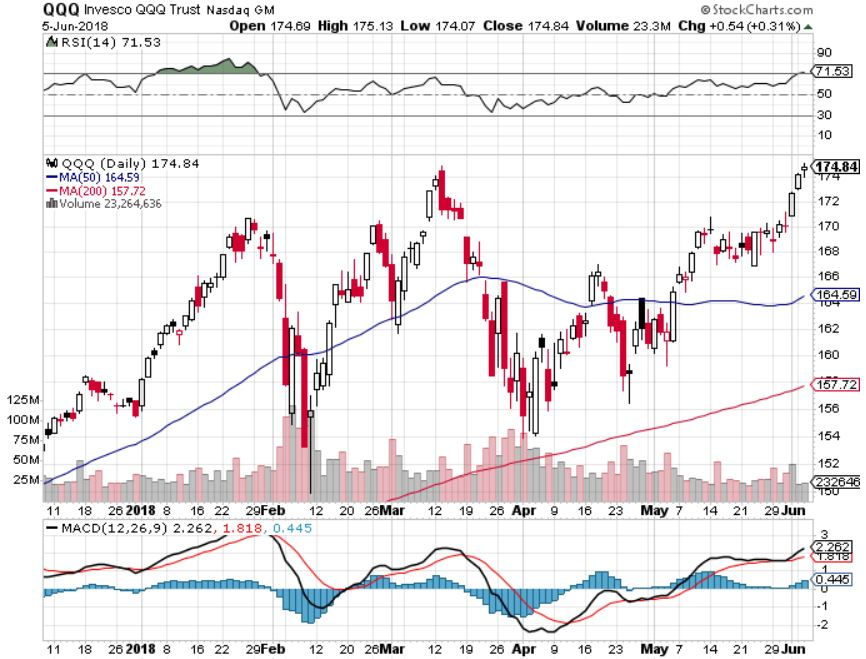 QQQ Invesco QQQ Trust Nasdaq GM © StockCharts.com
5-Jun-2018 Open 174.69 High 175.13 Low 174.07 Close 174.84 Volume 23.3M Chg +0.54 (+0.31%)
RSI(14) 71.53
90
71.53
50
30
10
QQQ (Daily) 174.84
MA(50) 164.59
MA(200) 157.72
Volume 23,264,636
174.84
174
172
170
168
166
164.59
164
162
160
157.72
156
154
152
150
125M
100M
75M
50M
25M
232646
11 18 26 2018 8 16 22 29 Feb 12 20 26 Mar 12 19 26 Apr 9 16 23 May 7 14 21 29 Jun
MACD(12,26,9) 2.262, 1.818, 0.445
3
2.262
1.818
1
0.445
0
-1
-2
11 18 26 2018 8 16 22 29 Feb 12 20 26 Mar 12 19 26 Apr 9 16 23 May 7 14 21 29 Jun